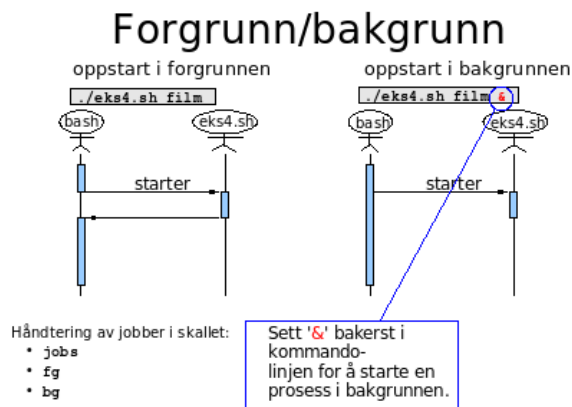 Forgrunn/bakgrunn
oppstart i forgrunnen
./eks4.sh film
bash
eks4.sh
starter
oppstart i bakgrunnen
./eks4.sh film &
bash
eks4.sh
starter
Håndtering av jobber i skallet:
• jobs
• fg
• bg
Sett '&' bakerst i
kommando-
linjen for å starte en
prosess i bakgrunnen.